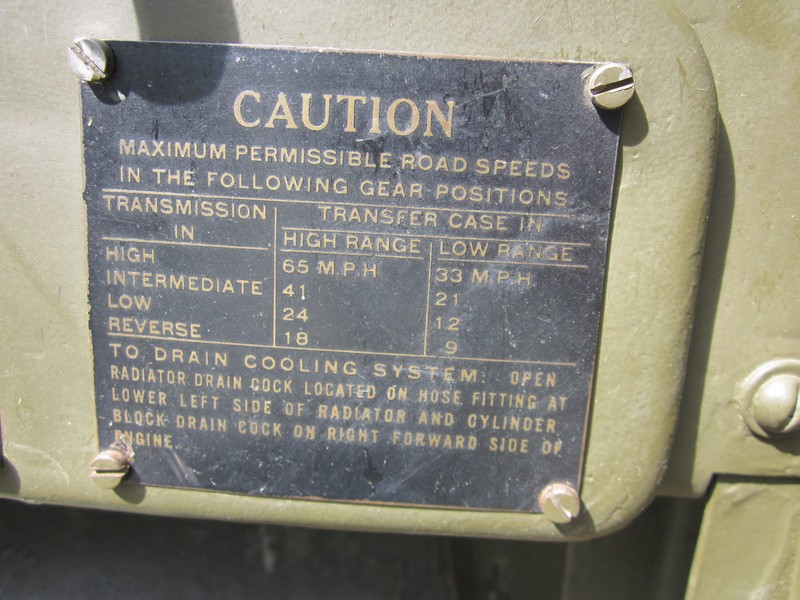 CAUTION
MAXIMUM PERMISSIBLE ROAD SPEEDS
IN THE FOLLOWING GEAR POSITIONS
TRANSMISSION IN TRANSFER CASE IN
HIGH RANGE LOW RANGE
HIGH 65 M.P.H 33 M.P.H.
INTERMEDIATE 41 21
LOW 24 12
REVERSE 18 9
TO DRAIN COOLING SYSTEM: OPEN
RADIATOR DRAIN COCK LOCATED ON HOSE FITTING AT
LOWER LEFT SIDE OF RADIATOR AND CYLINDER
BLOCK DRAIN COCK ON RIGHT FORWARD SIDE OF
ENGINE.